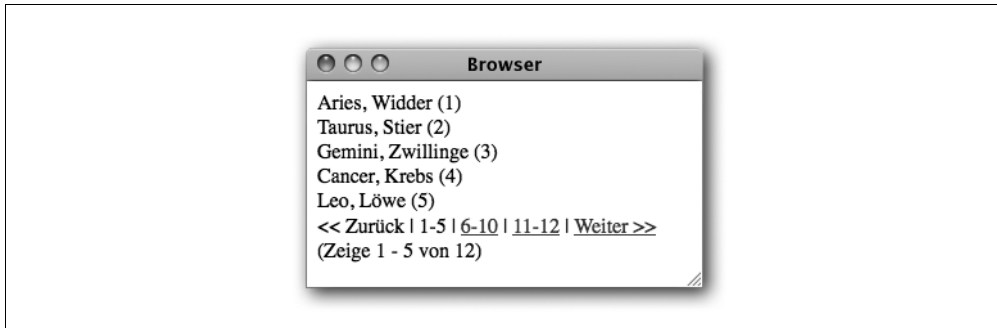 Browser
Aries, Widder (1)
Taurus, Stier (2)
Gemini, Zwillinge (3)
Cancer, Krebs (4)
Leo, Löwe (5)
<< Zurück | 1-5 | 6-10 | 11-12 | Weiter >>
(Zeige 1 - 5 von 12)